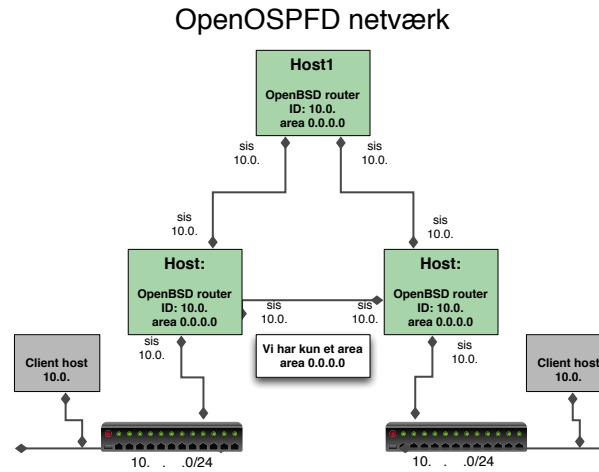 OpenOSPFD netværk
Host1
OpenBSD router
ID: 10.0.
area 0.0.0.0
sis
10.0.
sis
10.0.
sis
10.0.
sis
10.0.
Host:
OpenBSD router
ID: 10.0.
area 0.0.0.0
Host:
OpenBSD router
ID: 10.0.
area 0.0.0.0
sis
10.0.
sis
10.0.
sis
10.0.
Vi har kun et area
area 0.0.0.0
sis
10.0.
Client host
10.0.
Client host
10.0.
10. . .0/24
10. . .0/24